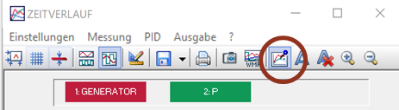 ZEITVERLAUF
Einstellungen Messung PID Ausgabe ?
1: GENERATOR 2: P